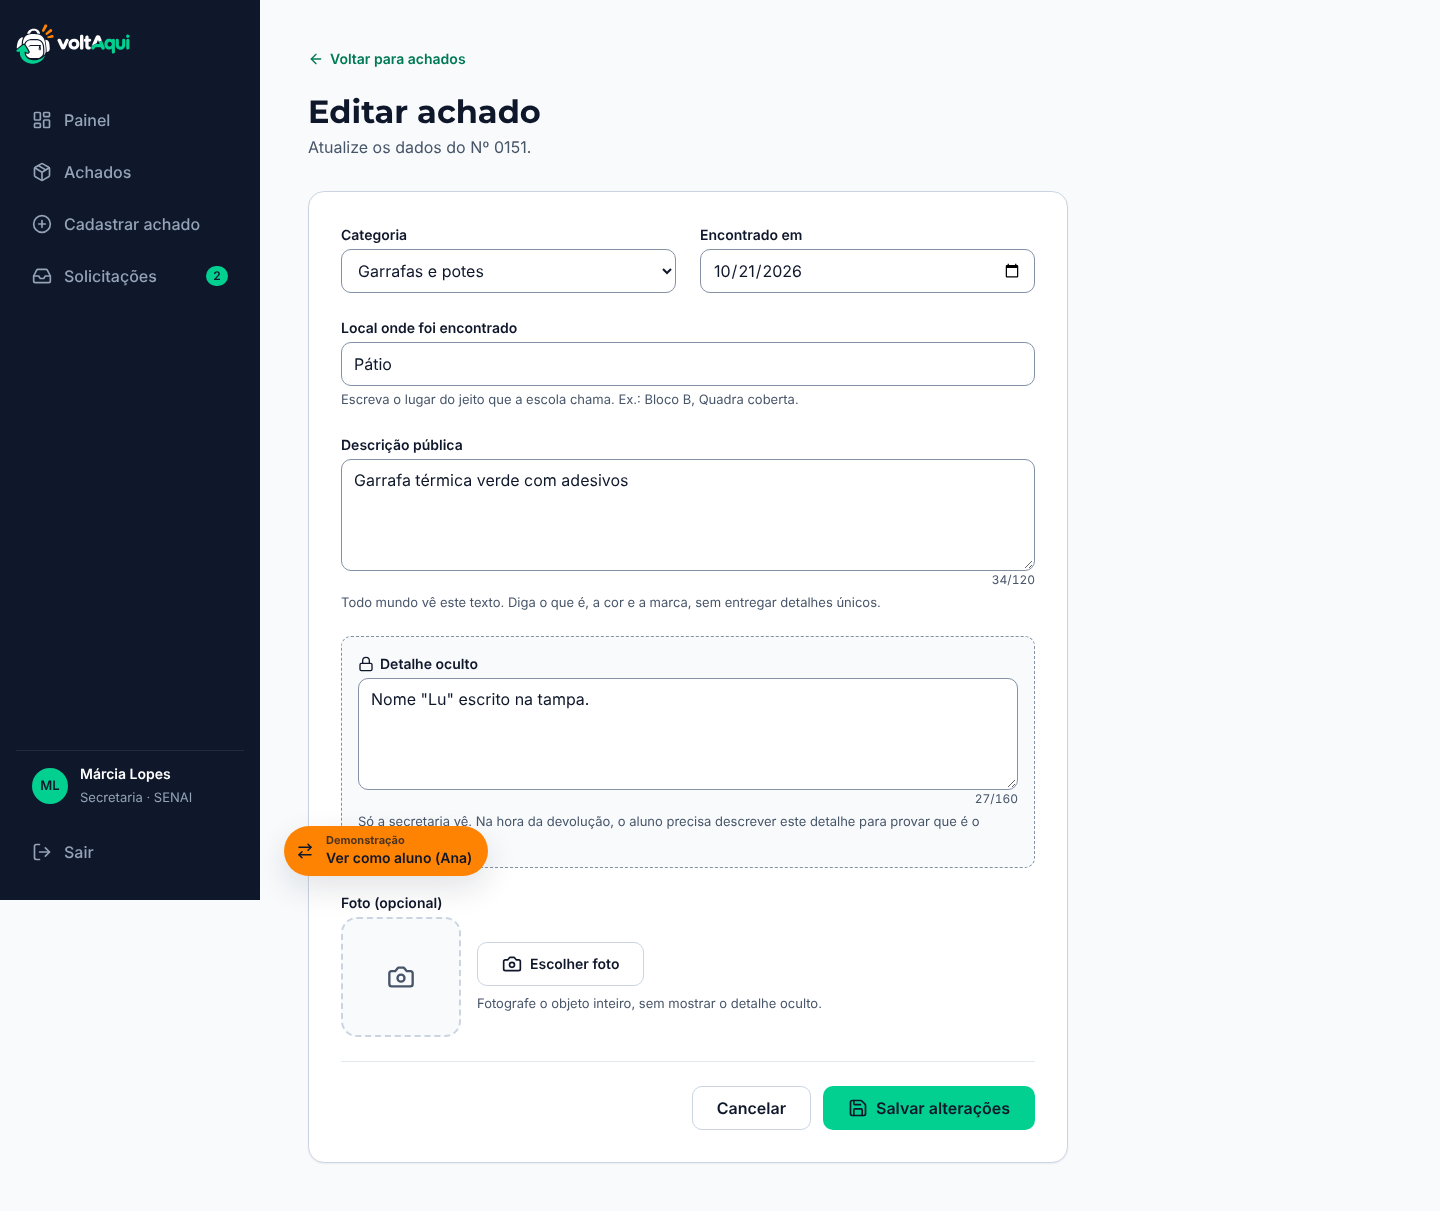 voltAqui
Painel
Achados
Cadastrar achado
Solicitações 2
ML
Márcia Lopes
Secretaria · SENAI
Sair
Voltar para achados
Editar achado
Atualize os dados do Nº 0151.
Categoria
Garrafas e potes
Encontrado em
10/21/2026
Local onde foi encontrado
Pátio
Escreva o lugar do jeito que a escola chama. Ex.: Bloco B, Quadra coberta.
Descrição pública
Garrafa térmica verde com adesivos
34/120
Todo mundo vê este texto. Diga o que é, a cor e a marca, sem entregar detalhes únicos.
Detalhe oculto
Nome "Lu" escrito na tampa.
27/160
Só a secretaria vê. Na hora da devolução, o aluno precisa descrever este detalhe para provar que é o
Demonstração
Ver como aluno (Ana)
Foto (opcional)
Escolher foto
Fotografe o objeto inteiro, sem mostrar o detalhe oculto.
Cancelar
Salvar alterações